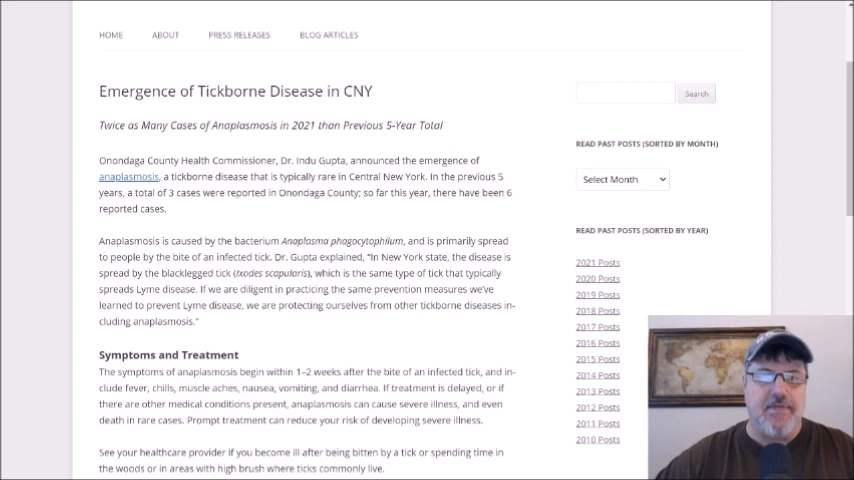 HOME ABOUT PRESS RELEASES BLOG ARTICLES
Emergence of Tickborne Disease in CNY
Twice as Many Cases of Anaplasmosis in 2021 than Previous 5-Year Total
Onondaga County Health Commissioner, Dr. Indu Gupta, announced the emergence of
anaplasmosis, a tickborne disease that is typically rare in Central New York. In the previous 5
years, a total of 3 cases were reported in Onondaga County; so far this year, there have been 6
reported cases.
Anaplasmosis is caused by the bacterium Anaplasma phagocytophilum, and is primarily spread
to people by the bite of an infected tick. Dr. Gupta explained, “In New York state, the disease is
spread by the blacklegged tick (Ixodes scapularis), which is the same type of tick that typically
spreads Lyme disease. If we are diligent in practicing the same prevention measures we’ve
learned to prevent Lyme disease, we are protecting ourselves from other tickborne diseases in-
cluding anaplasmosis.”
Symptoms and Treatment
The symptoms of anaplasmosis begin within 1–2 weeks after the bite of an infected tick, and in-
clude fever, chills, muscle aches, nausea, vomiting, and diarrhea. If treatment is delayed, or if
there are other medical conditions present, anaplasmosis can cause severe illness, and even
death in rare cases. Prompt treatment can reduce your risk of developing severe illness.
See your healthcare provider if you become ill after being bitten by a tick or spending time in
the woods or in areas with high brush where ticks commonly live.
Search
READ PAST POSTS (SORTED BY MONTH)
Select Month
READ PAST POSTS (SORTED BY YEAR)
2021 Posts
2020 Posts
2019 Posts
2018 Posts
2017 Posts
2016 Posts
2015 Posts
2014 Posts
2013 Posts
2012 Posts
2011 Posts
2010 Posts